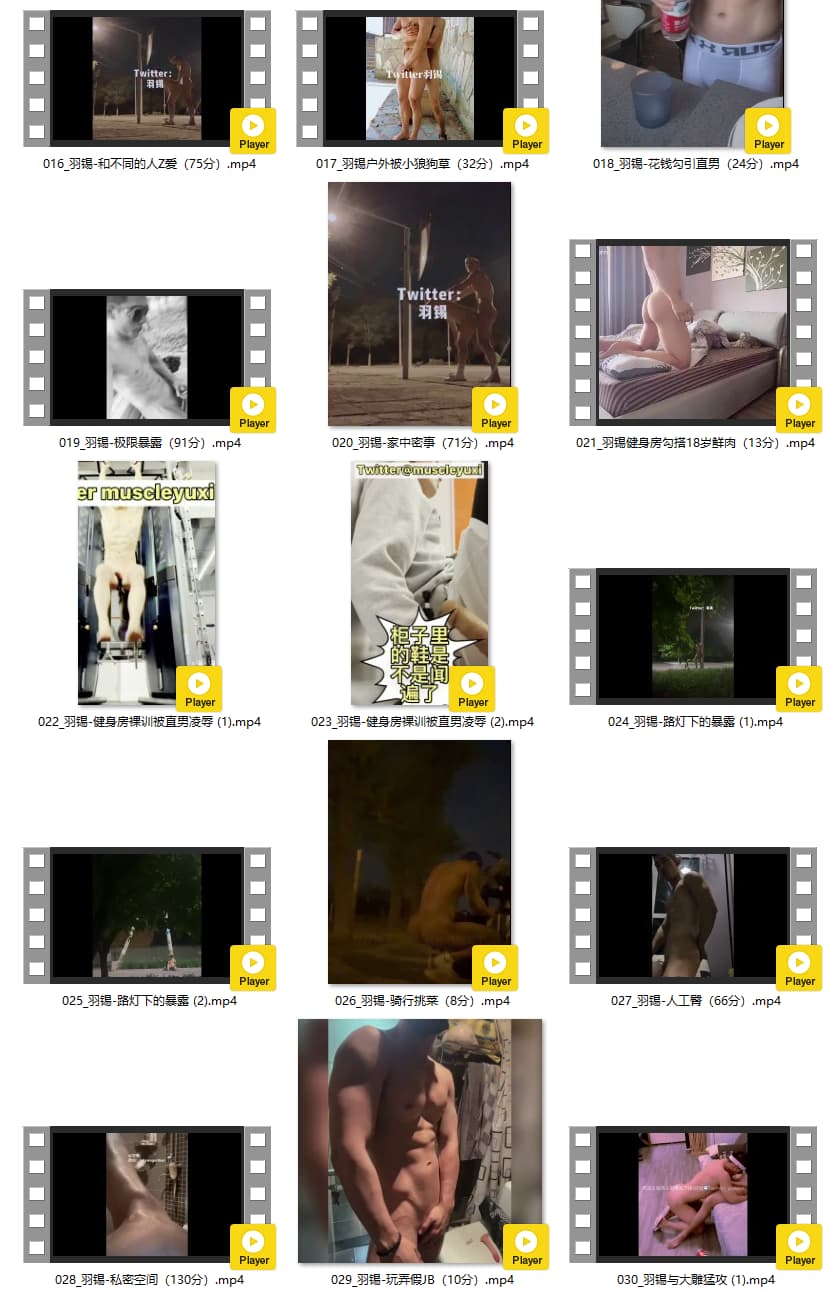 Twitter:
羽锡
Player
016_羽锡-和不同的人Z爱（75分）.mp4
Twitter羽锡
Player
017_羽锡户外被小狼狗草（32分）.mp4
Player
018_羽锡-花钱勾引直男（24分）.mp4
Player
019_羽锡-极限暴露（91分）.mp4
Twitter:
羽锡
Player
020_羽锡-家中密事（71分）.mp4
Player
021_羽锡健身房勾搭18岁鲜肉（13分）.mp4
er muscleyuxi
Player
022_羽锡-健身房裸训被直男凌辱 (1).mp4
Twitter@muscleyuxi
柜子里
的鞋是
不是闻
遍了
Player
023_羽锡-健身房裸训被直男凌辱 (2).mp4
Player
024_羽锡-路灯下的暴露 (1).mp4
Player
025_羽锡-路灯下的暴露 (2).mp4
Player
026_羽锡-骑行挑菜（8分）.mp4
Player
027_羽锡-人工臀（66分）.mp4
Player
028_羽锡-私密空间（130分）.mp4
Player
029_羽锡-玩弄假JB（10分）.mp4
Player
030_羽锡与大雕猛攻 (1).mp4